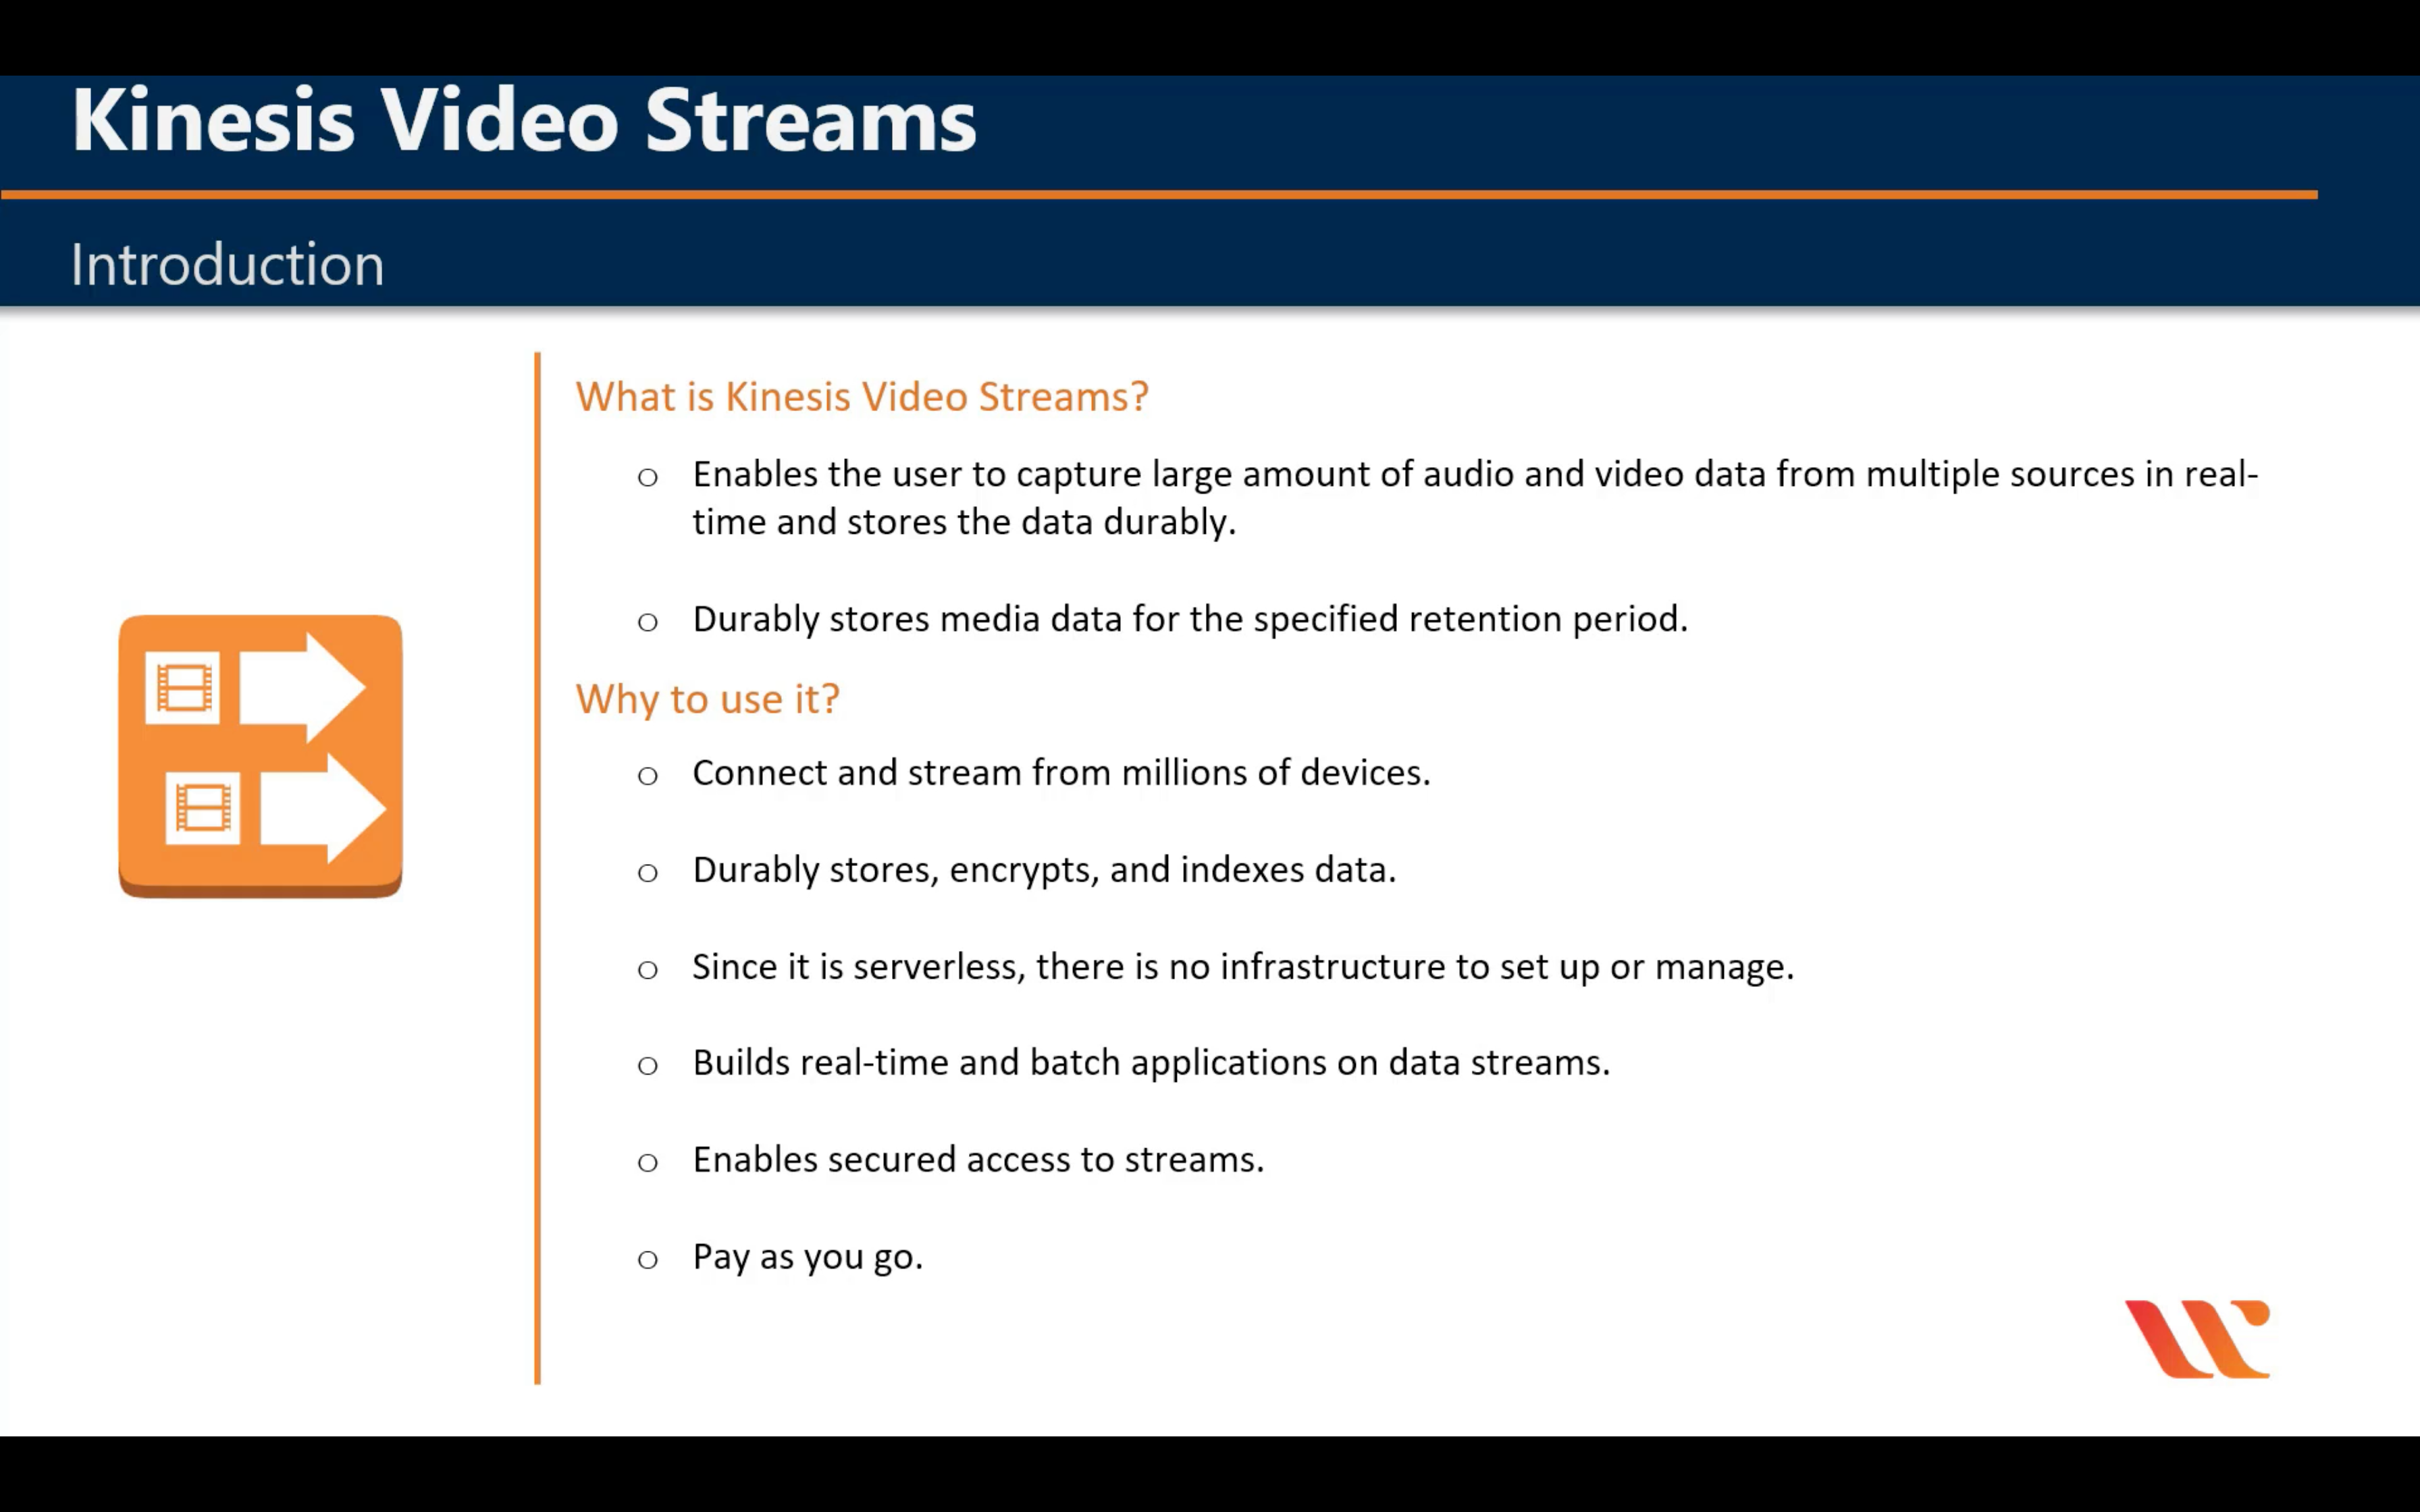 Kinesis Video Streams
Introduction
What is Kinesis Video Streams?
Enables the user to capture large amount of audio and video data from multiple sources in real-
time and stores the data durably.
Durably stores media data for the specified retention period.
Why to use it?
Connect and stream from millions of devices.
Durably stores, encrypts, and indexes data.
Since it is serverless, there is no infrastructure to set up or manage.
Builds real-time and batch applications on data streams.
Enables secured access to streams.
Pay as you go.